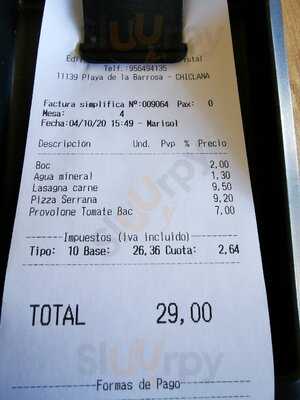 Telf.:956494135
11139 Playa de la Barrosa - CHICLANA
Factura simplifica Nº:009064 Pax: 0
Mesa: 4
Fecha:04/10/20 15:49 - Marisol
Descripción Und. Pvp % Precio
Boc 2,00
Agua mineral 1,30
Lasagna carne 9,50
Pizza Serrana 9,20
Provolone Tomate Bac 7,00
Impuestos (iva incluido)
Tipo: 10 Base: 26,36 Cuota: 2,64
TOTAL 29,00
Formas de Pago